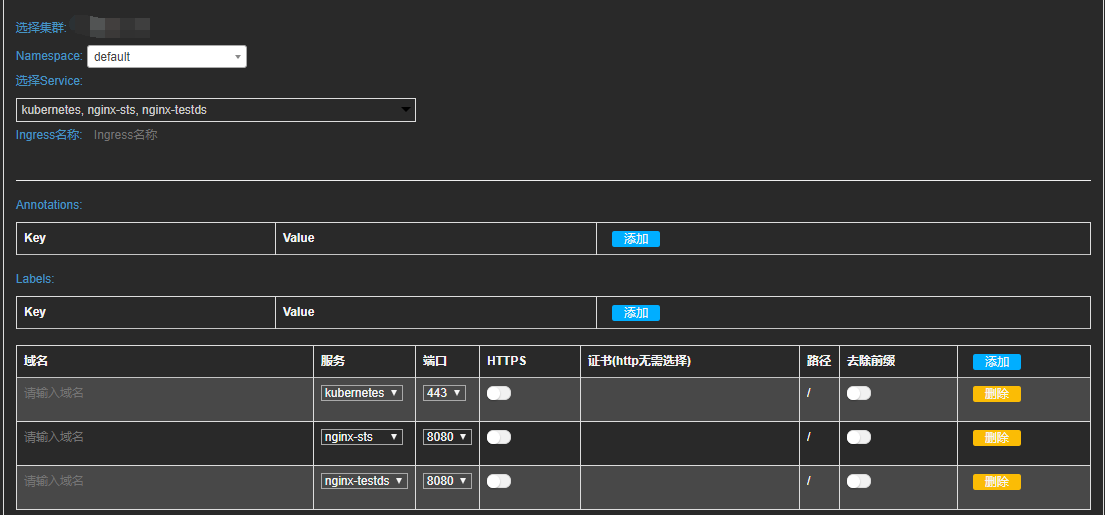 选择集群:
Namespace: default
选择Service:
kubernetes, nginx-sts, nginx-testds
Ingress名称: Ingress名称
Annotations:
Key Value 添加
Labels:
Key Value 添加
域名 服务 端口 HTTPS 证书(http无需选择) 路径 去除前缀 添加
请输入域名 kubernetes 443 / 删除
请输入域名 nginx-sts 8080 / 删除
请输入域名 nginx-testds 8080 / 删除